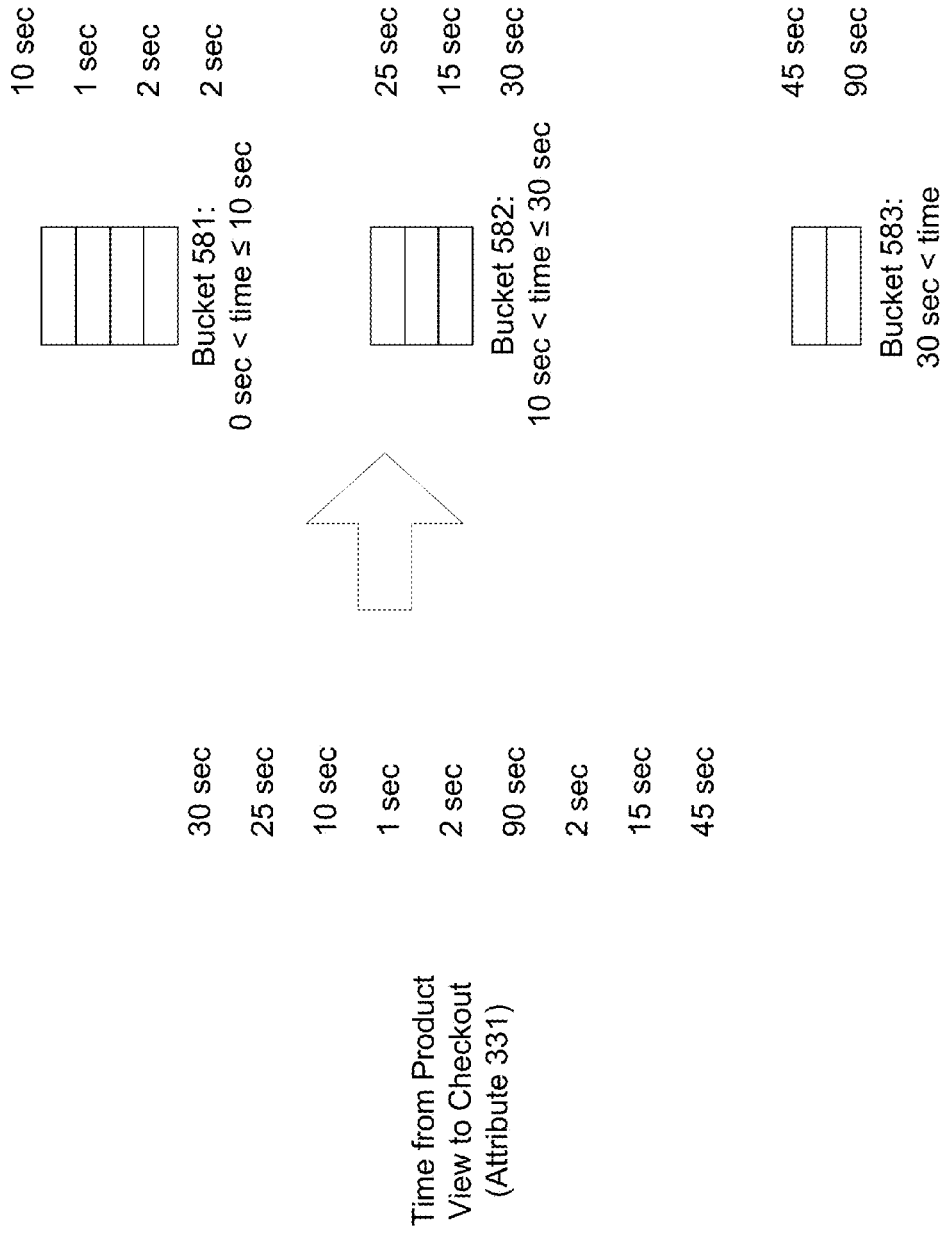 Time from Product
View to Checkout
(Attribute 331)
30 sec
25 sec
10 sec
1 sec
2 sec
90 sec
2 sec
15 sec
45 sec
Bucket 581:
0 sec < time ≤ 10 sec
10 sec
1 sec
2 sec
2 sec
Bucket 582:
10 sec < time ≤ 30 sec
25 sec
15 sec
30 sec
Bucket 583:
30 sec < time
45 sec
90 sec